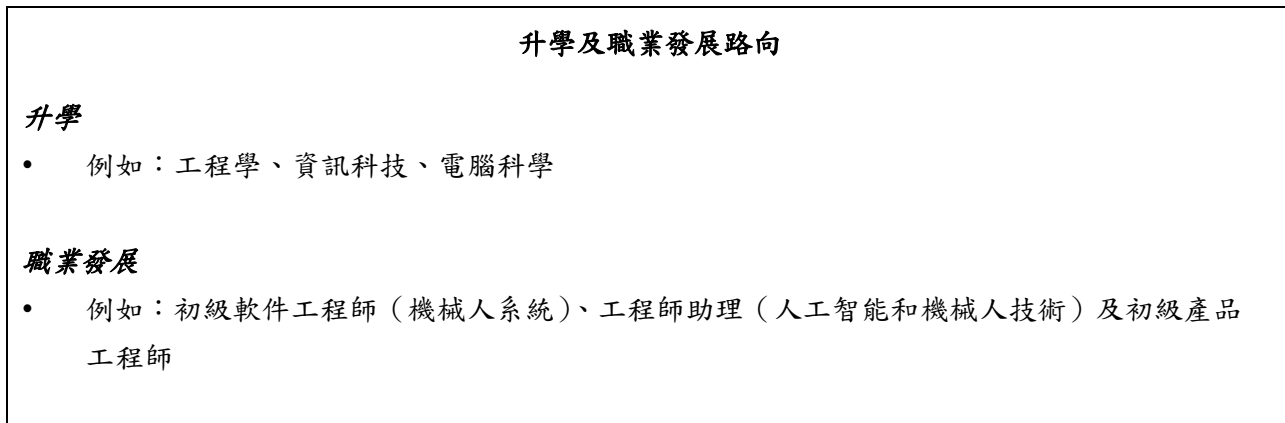 升學及職業發展路向
升學
• 例如：工程學、資訊科技、電腦科學
職業發展
• 例如：初級軟件工程師（機械人系統）、工程師助理（人工智能和機械人技術）及初級產品
工程師